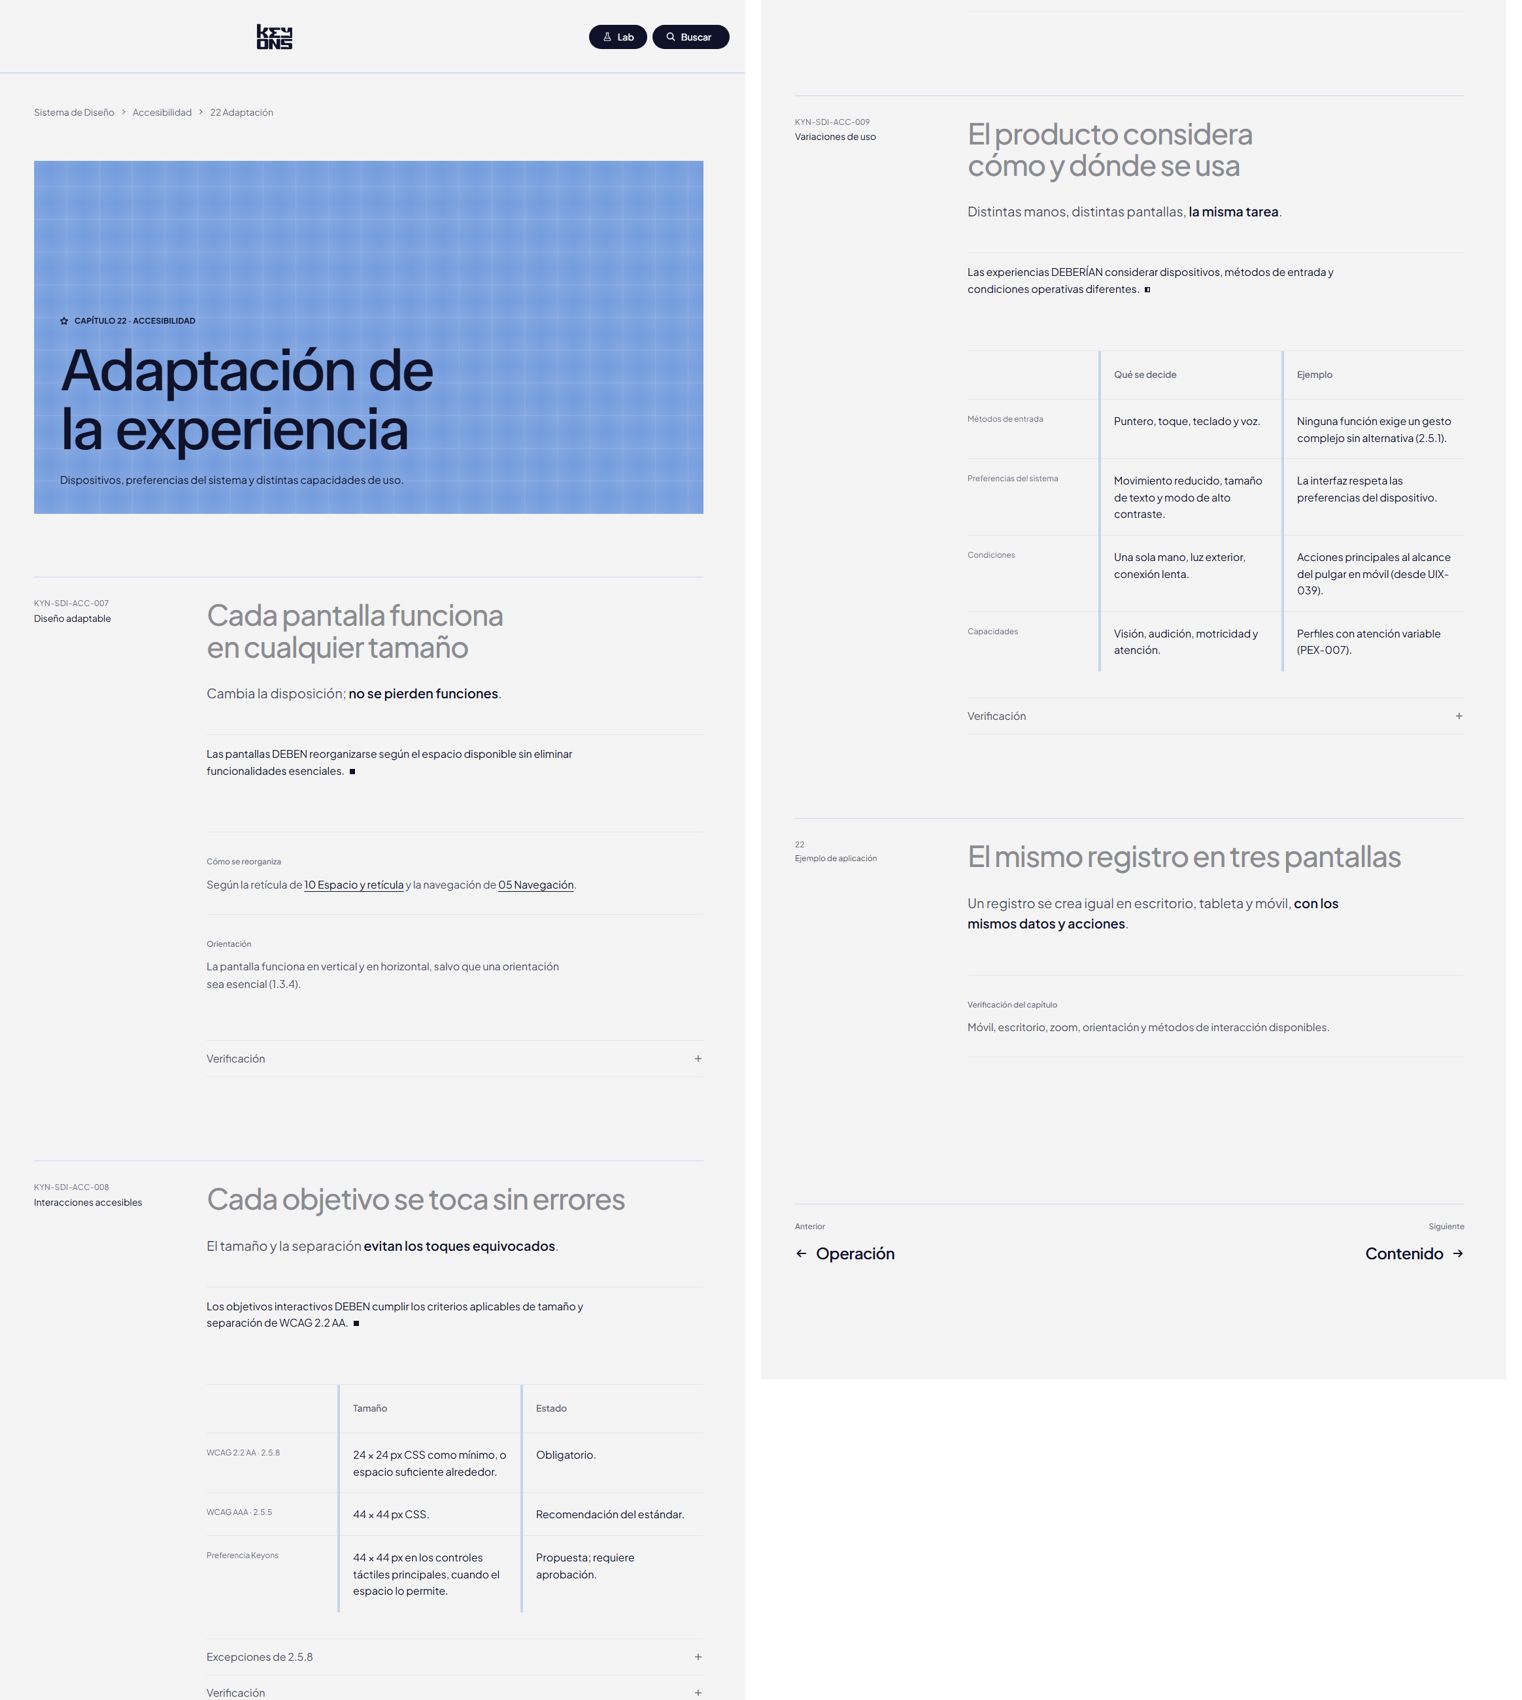 KEY
ONS
Lab
Buscar
Sistema de Diseño > Accesibilidad > 22 Adaptación
CAPÍTULO 22 · ACCESIBILIDAD
Adaptación de
la experiencia
Dispositivos, preferencias del sistema y distintas capacidades de uso.
KYN-SDI-ACC-007
Diseño adaptable
Cada pantalla funciona
en cualquier tamaño
Cambia la disposición; no se pierden funciones.
Las pantallas DEBEN reorganizarse según el espacio disponible sin eliminar
funcionalidades esenciales.
Cómo se reorganiza
Según la retícula de 10 Espacio y retícula y la navegación de 05 Navegación.
Orientación
La pantalla funciona en vertical y en horizontal, salvo que una orientación
sea esencial (1.3.4).
Verificación +
KYN-SDI-ACC-008
Interacciones accesibles
Cada objetivo se toca sin errores
El tamaño y la separación evitan los toques equivocados.
Los objetivos interactivos DEBEN cumplir los criterios aplicables de tamaño y
separación de WCAG 2.2 AA.
Tamaño
Estado
WCAG 2.2 AA · 2.5.8
24 × 24 px CSS como mínimo, o
espacio suficiente alrededor.
Obligatorio.
WCAG AAA · 2.5.5
44 × 44 px CSS.
Recomendación del estándar.
Preferencia Keyons
44 × 44 px en los controles
táctiles principales, cuando el
espacio lo permite.
Propuesta; requiere
aprobación.
Excepciones de 2.5.8 +
Verificación +
KYN-SDI-ACC-009
Variaciones de uso
El producto considera
cómo y dónde se usa
Distintas manos, distintas pantallas, la misma tarea.
Las experiencias DEBERÍAN considerar dispositivos, métodos de entrada y
condiciones operativas diferentes.
Qué se decide
Ejemplo
Métodos de entrada
Puntero, toque, teclado y voz.
Ninguna función exige un gesto
complejo sin alternativa (2.5.1).
Preferencias del sistema
Movimiento reducido, tamaño
de texto y modo de alto
contraste.
La interfaz respeta las
preferencias del dispositivo.
Condiciones
Una sola mano, luz exterior,
conexión lenta.
Acciones principales al alcance
del pulgar en móvil (desde UIX-
039).
Capacidades
Visión, audición, motricidad y
atención.
Perfiles con atención variable
(PEX-007).
Verificación +
22
Ejemplo de aplicación
El mismo registro en tres pantallas
Un registro se crea igual en escritorio, tableta y móvil, con los
mismos datos y acciones.
Verificación del capítulo
Móvil, escritorio, zoom, orientación y métodos de interacción disponibles.
Anterior
← Operación
Siguiente
Contenido →